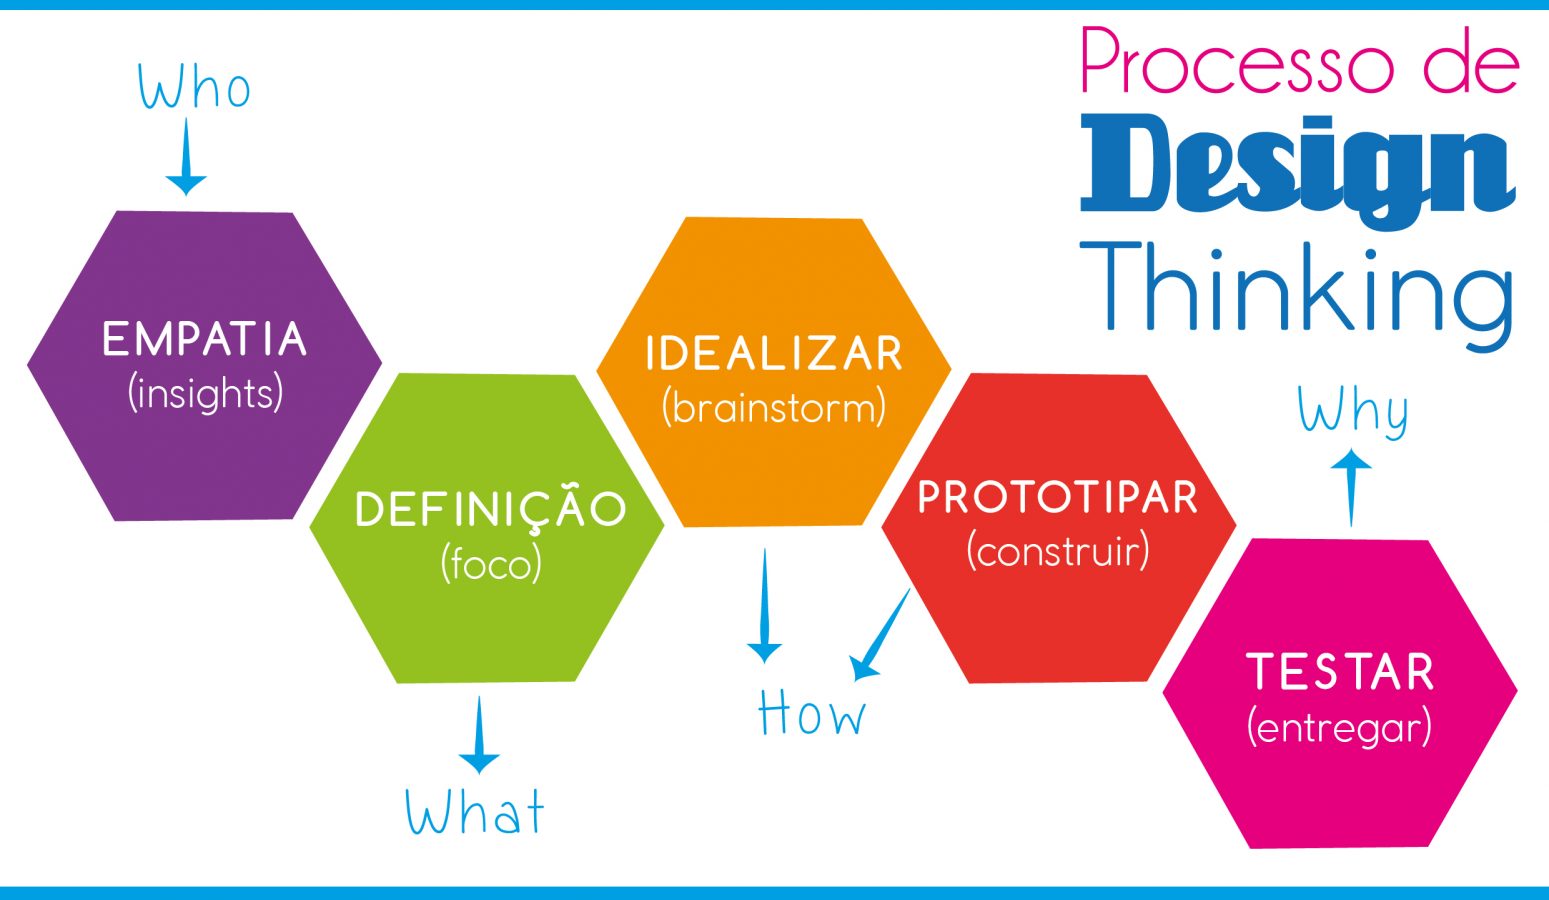 Processo de
Design
Thinking
Who
EMPATIA
(insights)
DEFINIÇÃO
(foco)
What
IDEALIZAR
(brainstorm)
How
PROTOTIPAR
(construir)
Why
TESTAR
(entregar)